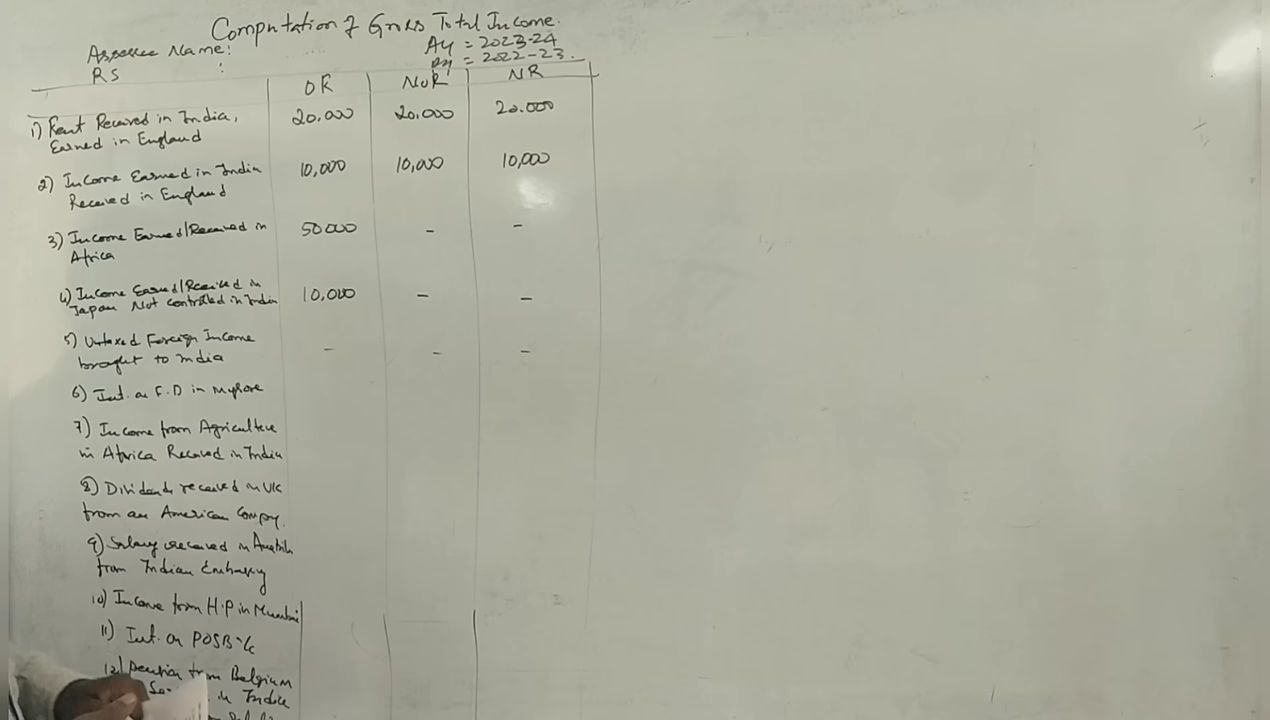 Computation of Gross Total Income.
Assessee Name:
AY = 2023-24
RS :
PY = 2022-23.
OR NOR NR
1) Rent Received in India, 20,000 20,000 20.000
Earned in England
2) Income Earned in India 10,000 10,000 10,000
Received in England
3) Income Earned/Received in 50000 - -
Africa
4) Income Earned/Received in 10,000 - -
Japan Not Controlled in India
5) Untaxed Foreign Income - - -
brought to India
6) Int. on F.D in Mysore
7) Income from Agriculture
in Africa Received in India
8) Dividends received in UK
from an American Compy.
9) Salary received in
from Indian Embassy
10) Income from H.P in Mumbai
11) Int. on POSB
12) Pension from Belgium
in India